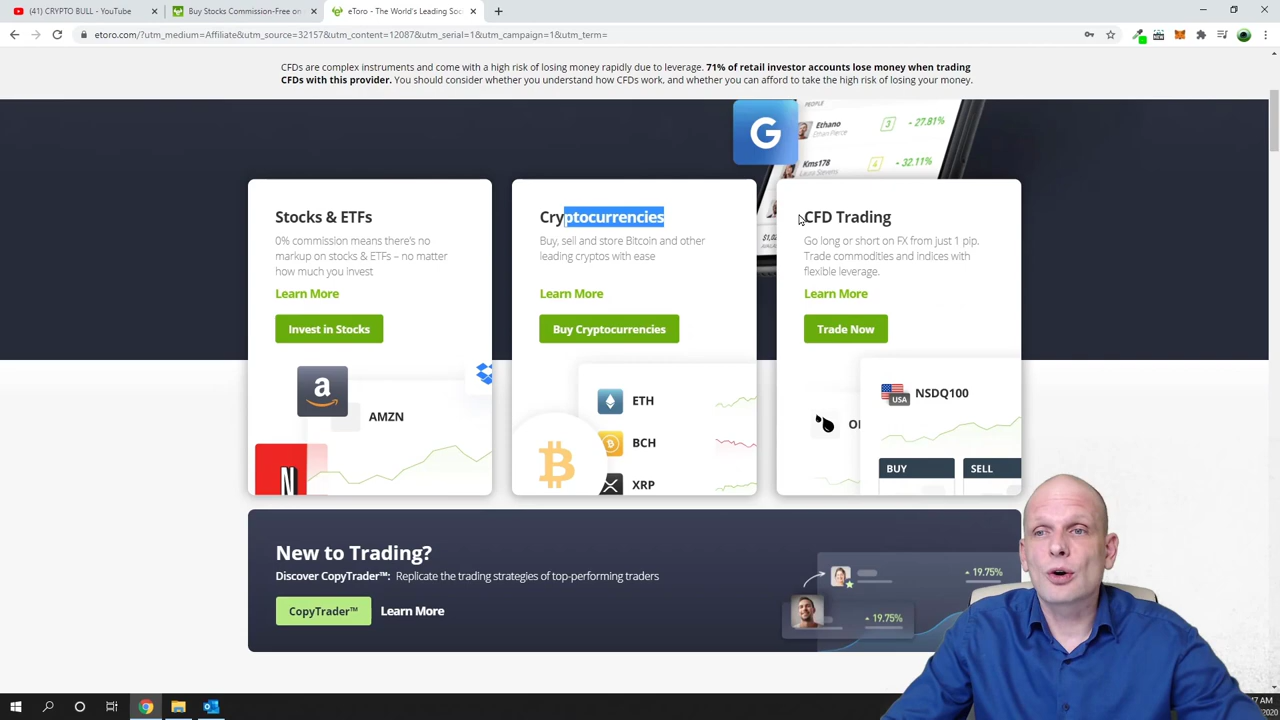 (41) CRYPTO BULL - YouTube
Buy Stocks Commission-Free on
eToro - The World's Leading Soc
etoro.com/?utm_medium=Affiliate&utm_source=32157&utm_content=12087&utm_serial=1&utm_campaign=1&utm_term=
CFDs are complex instruments and come with a high risk of losing money rapidly due to leverage. 71% of retail investor accounts lose money when trading
CFDs with this provider. You should consider whether you understand how CFDs work, and whether you can afford to take the high risk of losing your money.
PEOPLE
Ethano
Ethan Pierce
3
27.81%
Kms178
Laura Stevens
4
32.11%
G
Stocks & ETFs
0% commission means there's no
markup on stocks & ETFs – no matter
how much you invest
Learn More
Invest in Stocks
a
AMZN
N
Cryptocurrencies
Buy, sell and store Bitcoin and other
leading cryptos with ease
Learn More
Buy Cryptocurrencies
ETH
BCH
XRP
CFD Trading
Go long or short on FX from just 1 pip.
Trade commodities and indices with
flexible leverage.
Learn More
Trade Now
USA
NSDQ100
BUY
SELL
New to Trading?
Discover CopyTrader™: Replicate the trading strategies of top-performing traders
CopyTrader™
Learn More
19.75%
19.75%